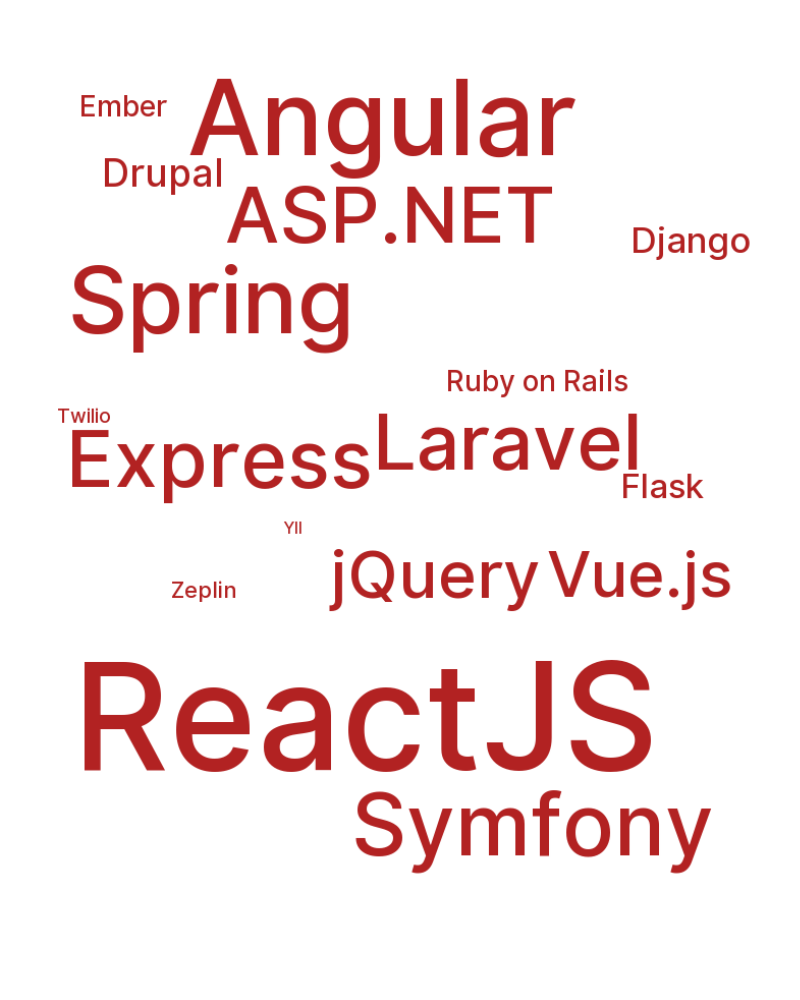 Ember
Angular
Drupal
ASP.NET
Django
Spring
Ruby on Rails
Twilio
Express
Laravel
Flask
YII
jQuery
Vue.js
Zeplin
ReactJS
Symfony